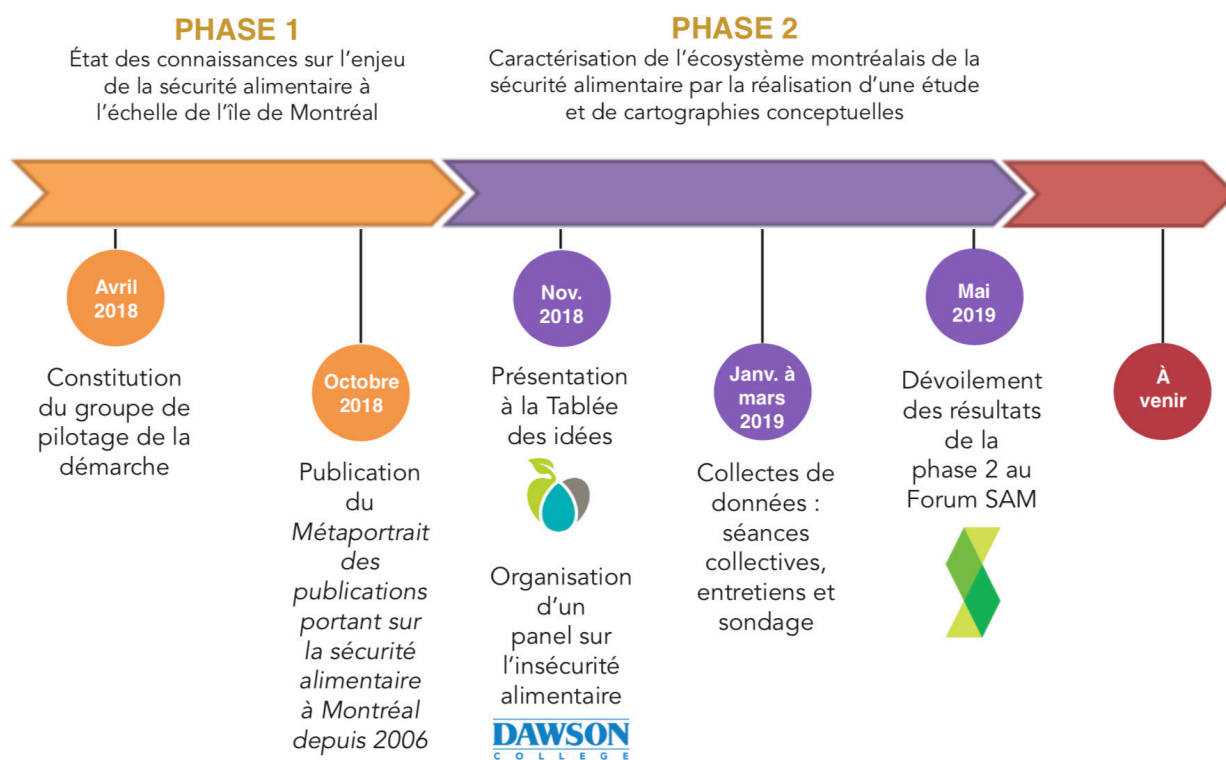 PHASE 1
État des connaissances sur l'enjeu
de la sécurité alimentaire à
l'échelle de l'île de Montréal
PHASE 2
Caractérisation de l'écosystème montréalais de la
sécurité alimentaire par la réalisation d'une étude
et de cartographies conceptuelles
Avril
2018
Constitution
du groupe de
pilotage de la
démarche
Octobre
2018
Publication
du
Métaportrait
des
publications
portant sur
la sécurité
alimentaire
à Montréal
depuis 2006
Nov.
2018
Présentation
à la Tablée
des idées
Organisation
d'un
panel sur
l'insécurité
alimentaire
DAWSON
COLLEGE
Janv. à
mars
2019
Collectes de
données :
séances
collectives,
entretiens et
sondage
Mai
2019
Dévoilement
des résultats
de la
phase 2 au
Forum SAM
À
venir